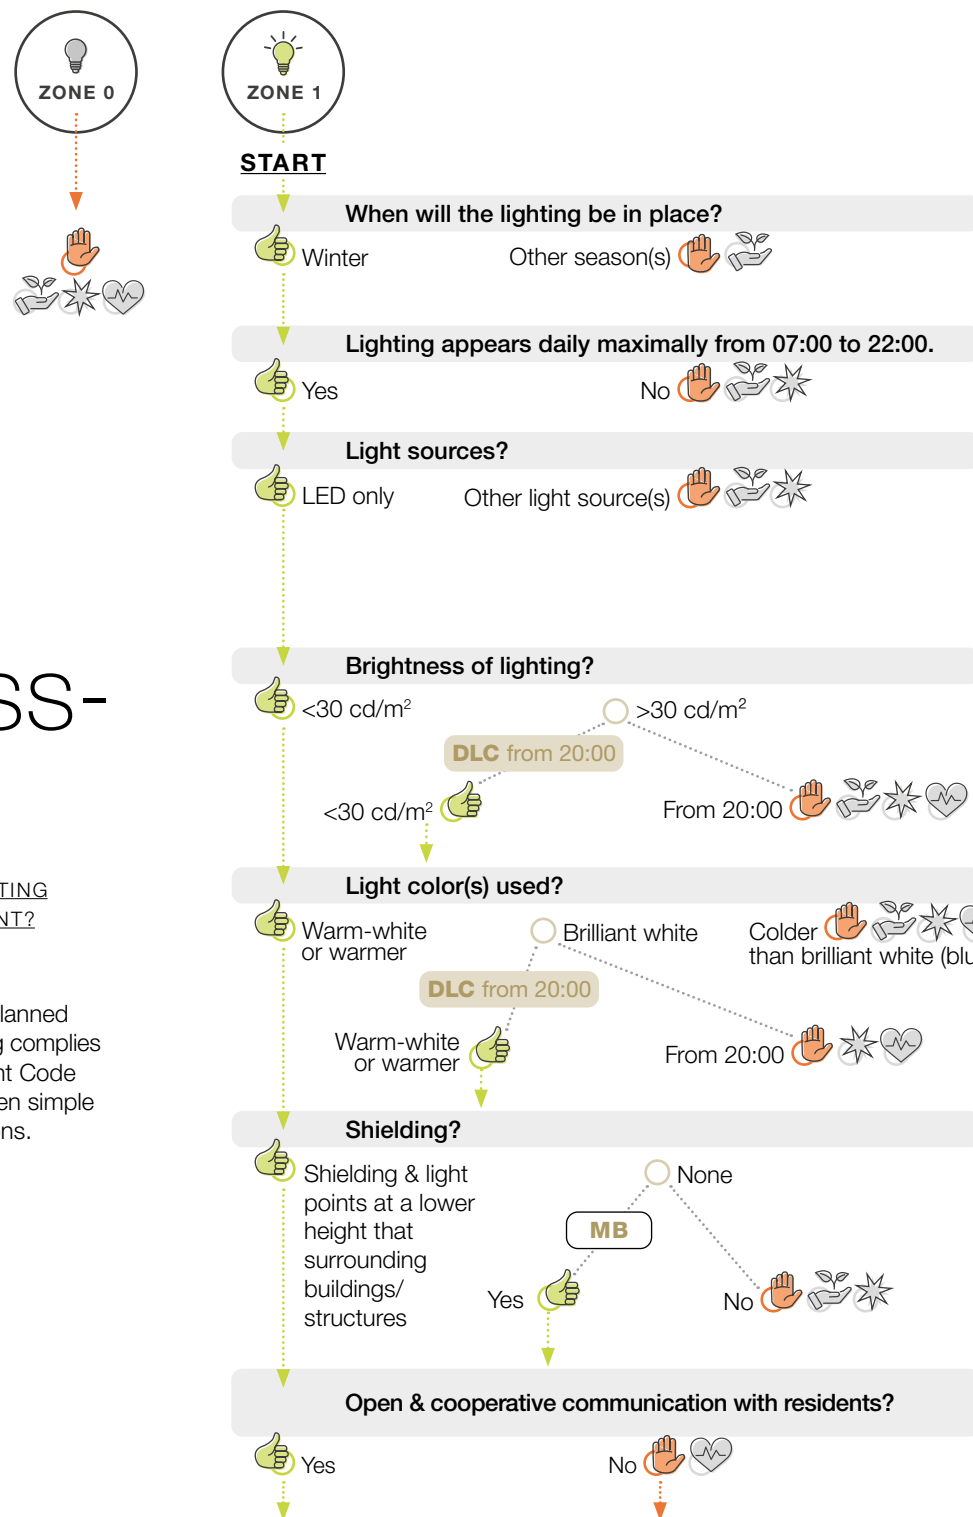 ZONE 0
ZONE 1
START
When will the lighting be in place?
Winter
Other season(s)
Lighting appears daily maximally from 07:00 to 22:00.
Yes
No
Light sources?
LED only
Other light source(s)
Brightness of lighting?
<30 cd/m²
>30 cd/m²
DLC from 20:00
<30 cd/m²
From 20:00
Light color(s) used?
Warm-white
or warmer
Brilliant white
Colder
than brilliant white (blu
DLC from 20:00
Warm-white
or warmer
From 20:00
Shielding?
Shielding & light
points at a lower
height that
surrounding
buildings/
structures
None
MB
Yes
No
Open & cooperative communication with residents?
Yes
No
SS-
TING
NT?
lanned
g complies
nt Code
en simple
ns.